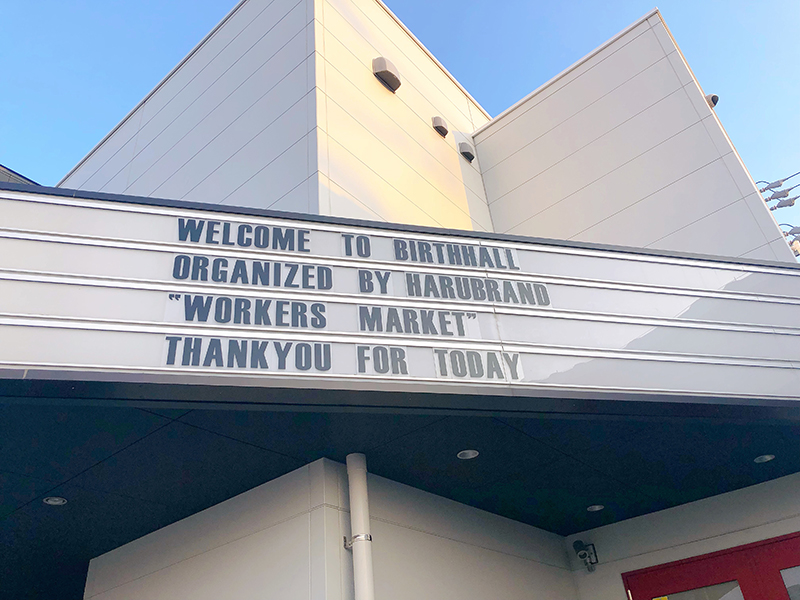 WELCOME TO BIRTHHALL
ORGANIZED BY HARUBRAND
"WORKERS MARKET"
THANKYOU FOR TODAY